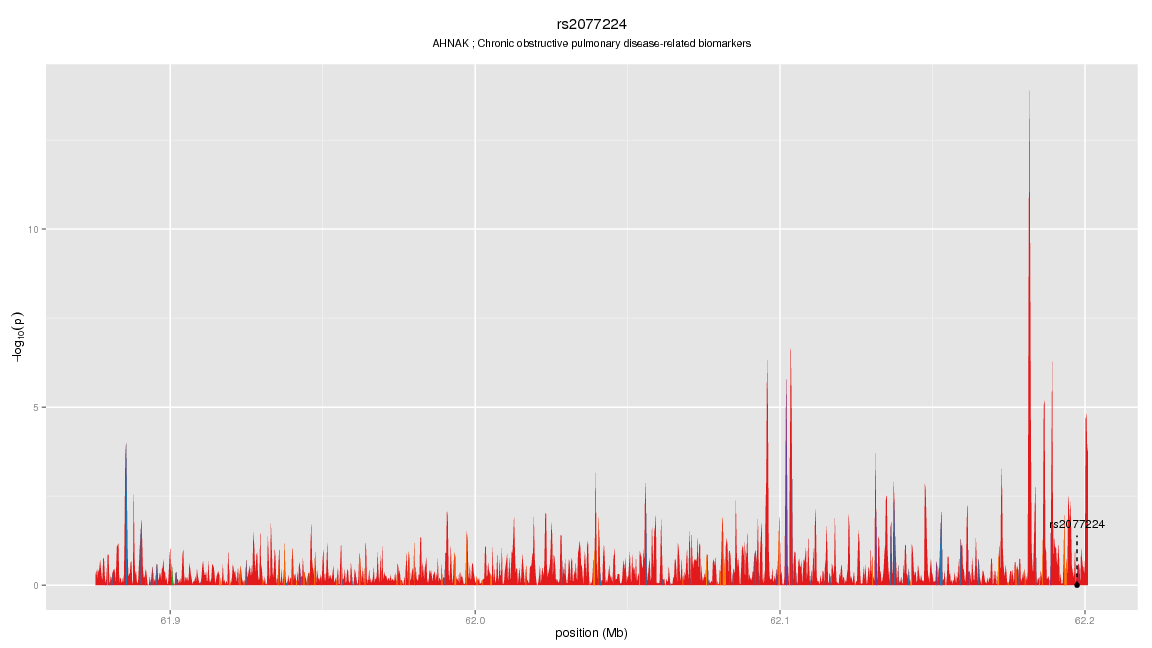 rs2077224
AHNAK ; Chronic obstructive pulmonary disease-related biomarkers
−log10(p)
10
5
0
rs2077224
61.9 62.0 62.1 62.2
position (Mb)